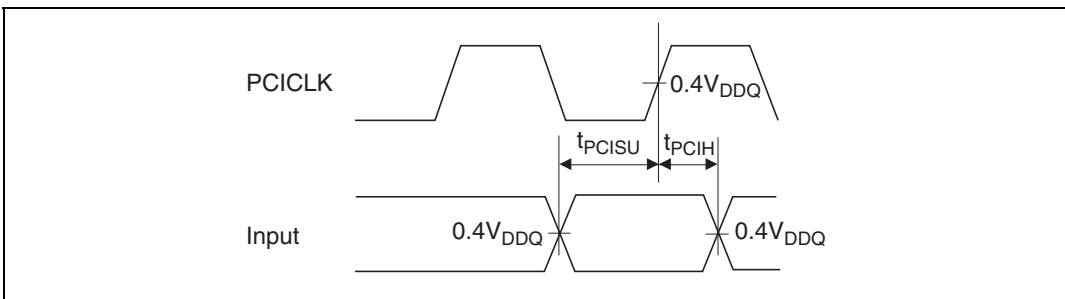 PCICLK
0.4VDDQ
tPCISU
tPCIH
Input
0.4VDDQ
0.4VDDQ